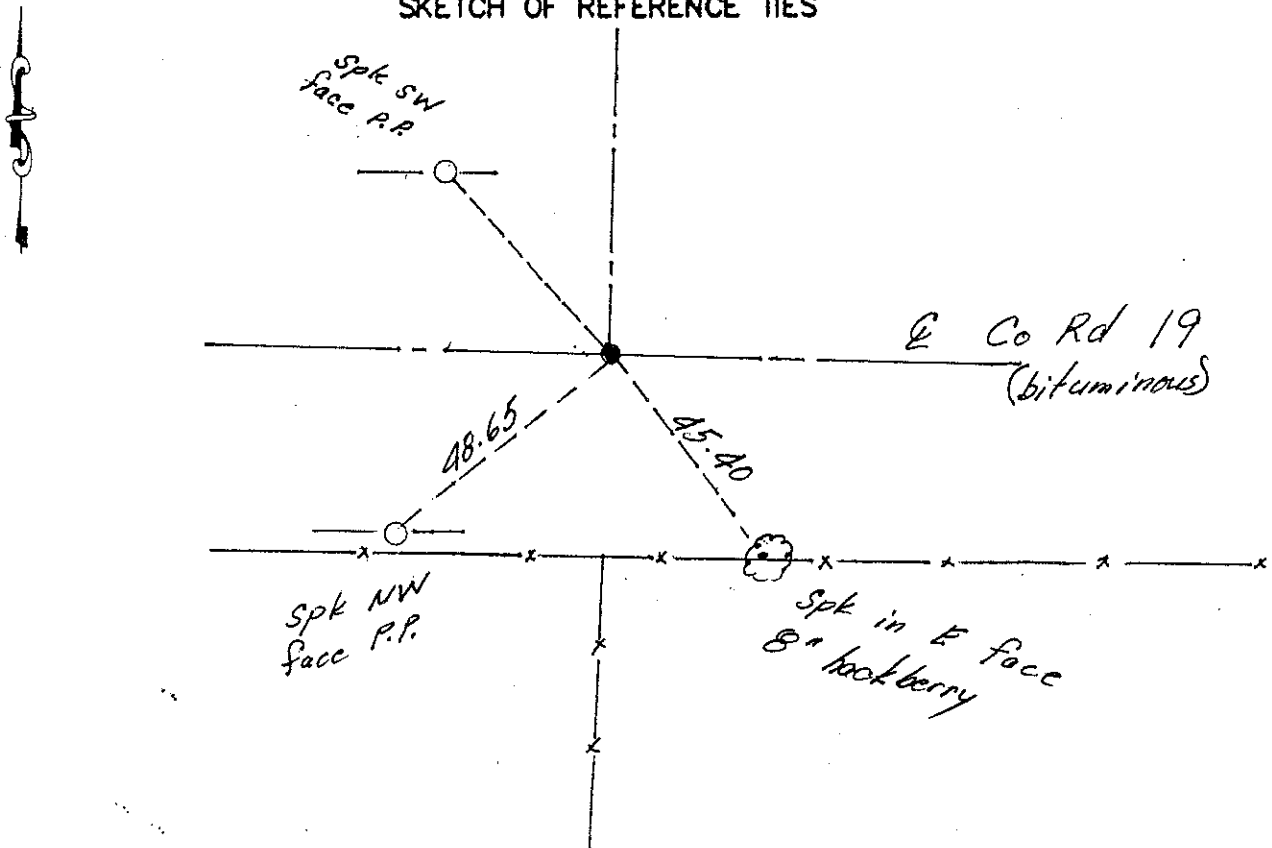 SKETCH OF REFERENCE TIES
Spk SW
face P.P.
℄ Co Rd 19
(bituminous)
48.65
45.40
Spk NW
face P.P.
Spk in E face
8" hackberry